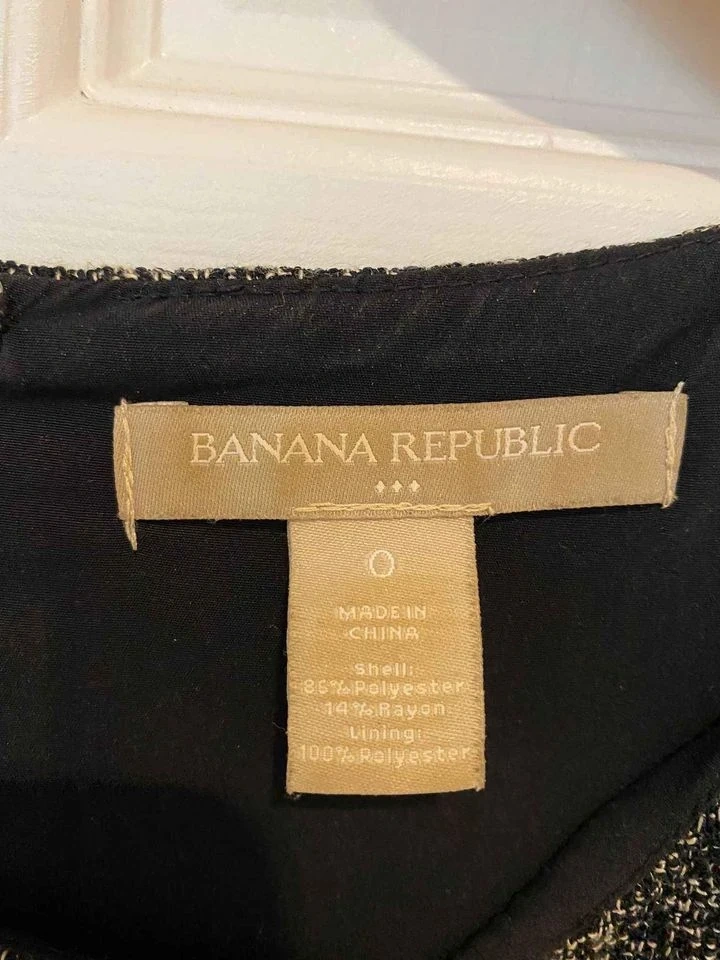 BANANA REPUBLIC
♦♦♦
0
MADE IN
CHINA
Shell:
86% Polyester
14% Rayon
Lining:
100% Polyester